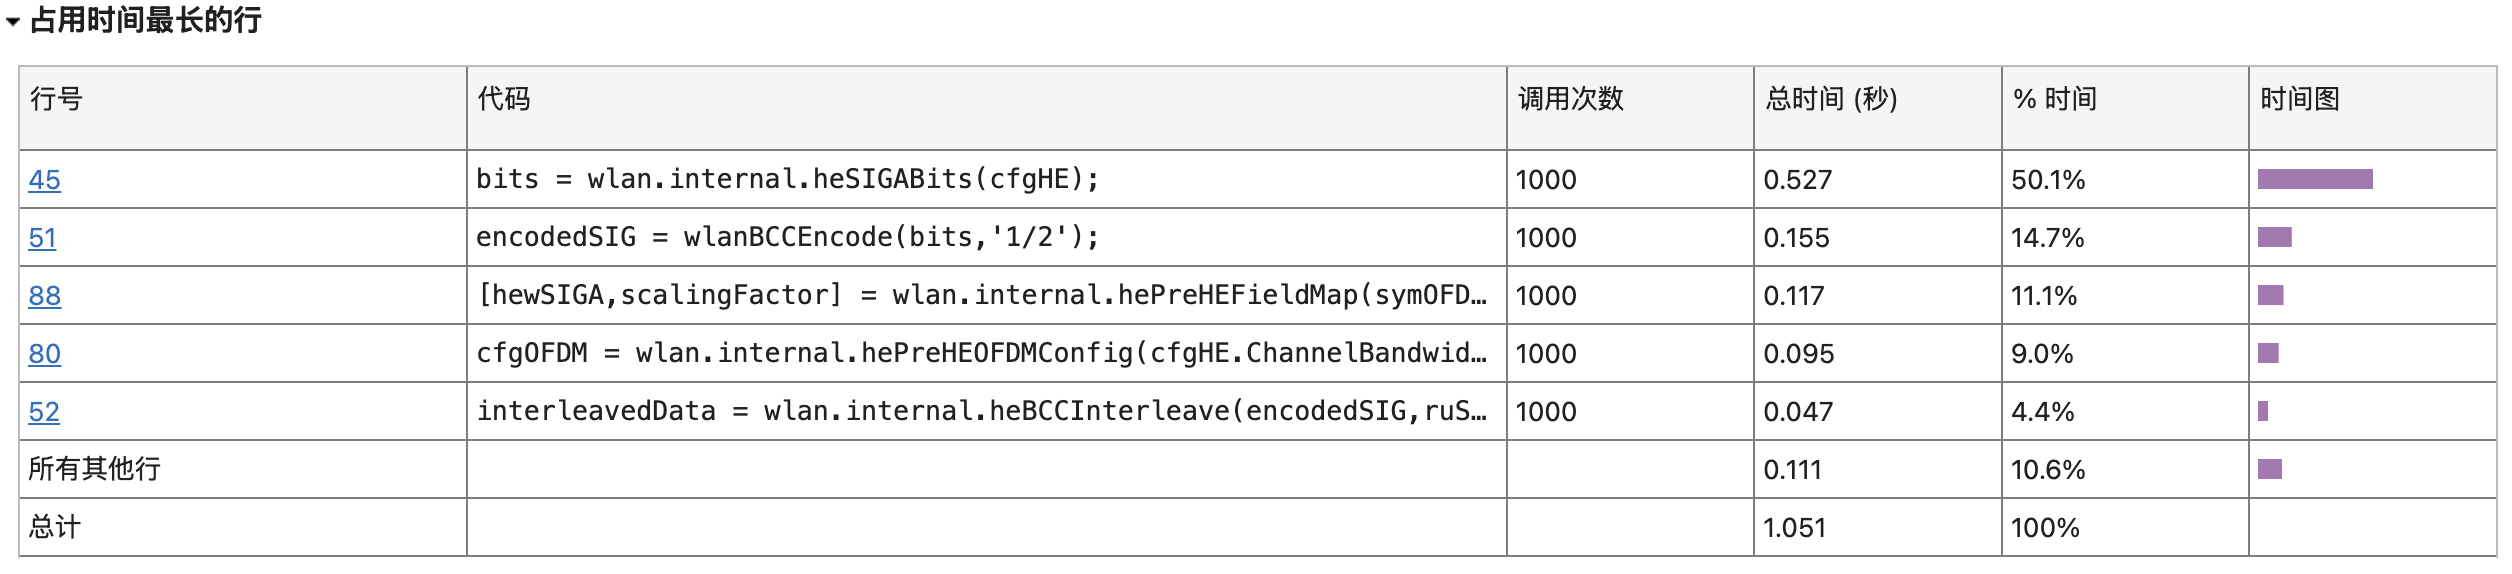 占用时间最长的行
行号 代码 调用次数 总时间 (秒) % 时间 时间图
45 bits = wlan.internal.heSIGABits(cfgHE); 1000 0.527 50.1%
51 encodedSIG = wlanBCCEncode(bits,'1/2'); 1000 0.155 14.7%
88 [hewSIGA,scalingFactor] = wlan.internal.hePreHEFieldMap(symOFD… 1000 0.117 11.1%
80 cfgOFDM = wlan.internal.hePreHEOFDMConfig(cfgHE.ChannelBandwid… 1000 0.095 9.0%
52 interleavedData = wlan.internal.heBCCInterleave(encodedSIG,ruS… 1000 0.047 4.4%
所有其他行 0.111 10.6%
总计 1.051 100%